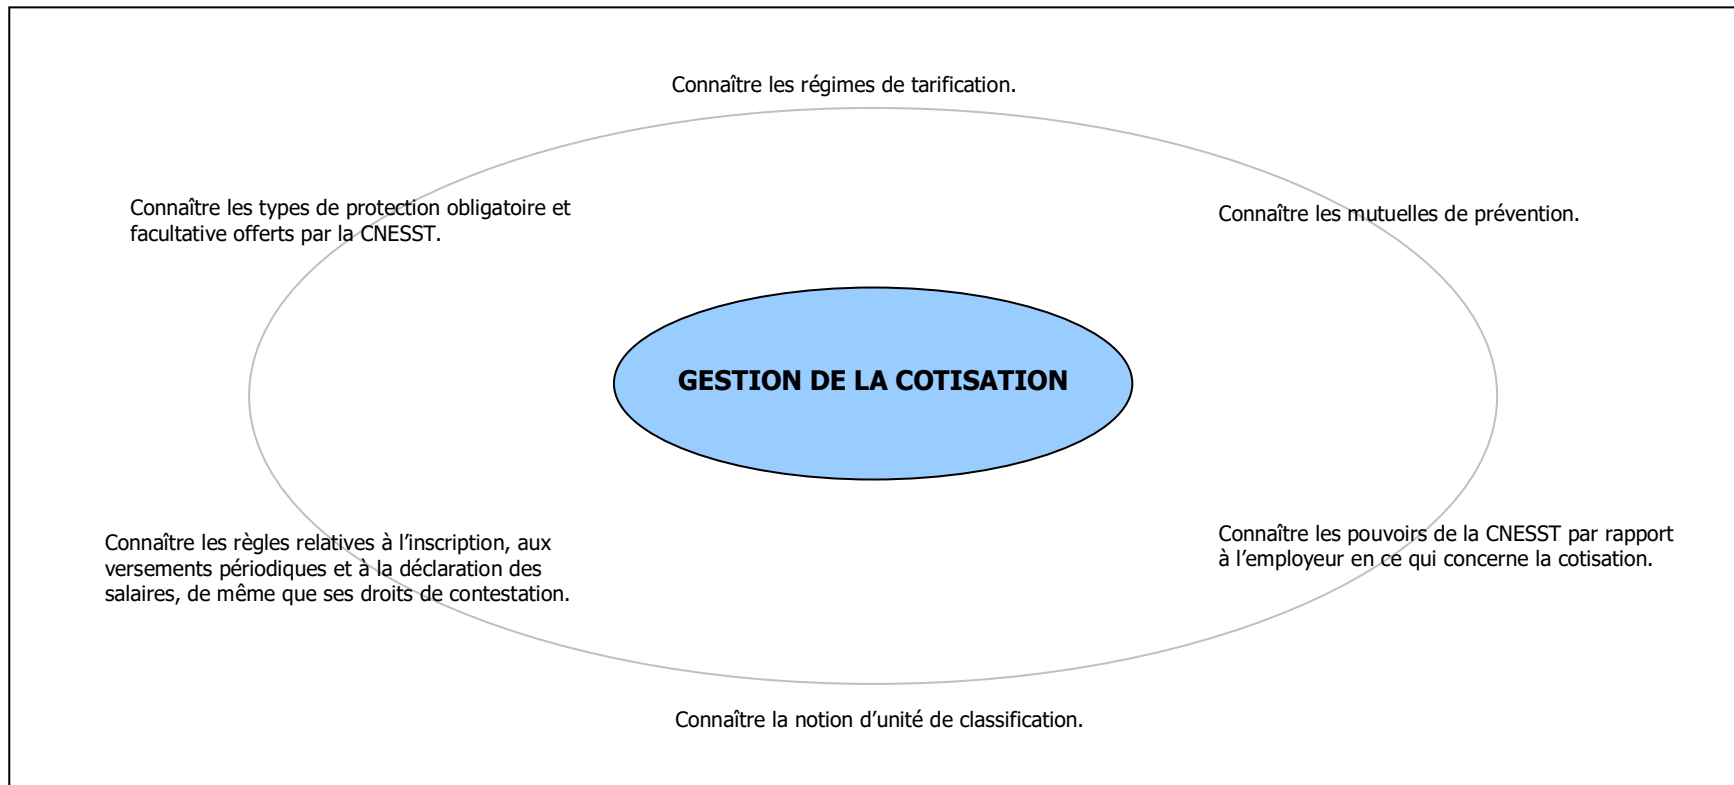 Connaître les régimes de tarification.
Connaître les types de protection obligatoire et
facultative offerts par la CNESST.
Connaître les mutuelles de prévention.
GESTION DE LA COTISATION
Connaître les règles relatives à l’inscription, aux
versements périodiques et à la déclaration des
salaires, de même que ses droits de contestation.
Connaître les pouvoirs de la CNESST par rapport
à l’employeur en ce qui concerne la cotisation.
Connaître la notion d’unité de classification.